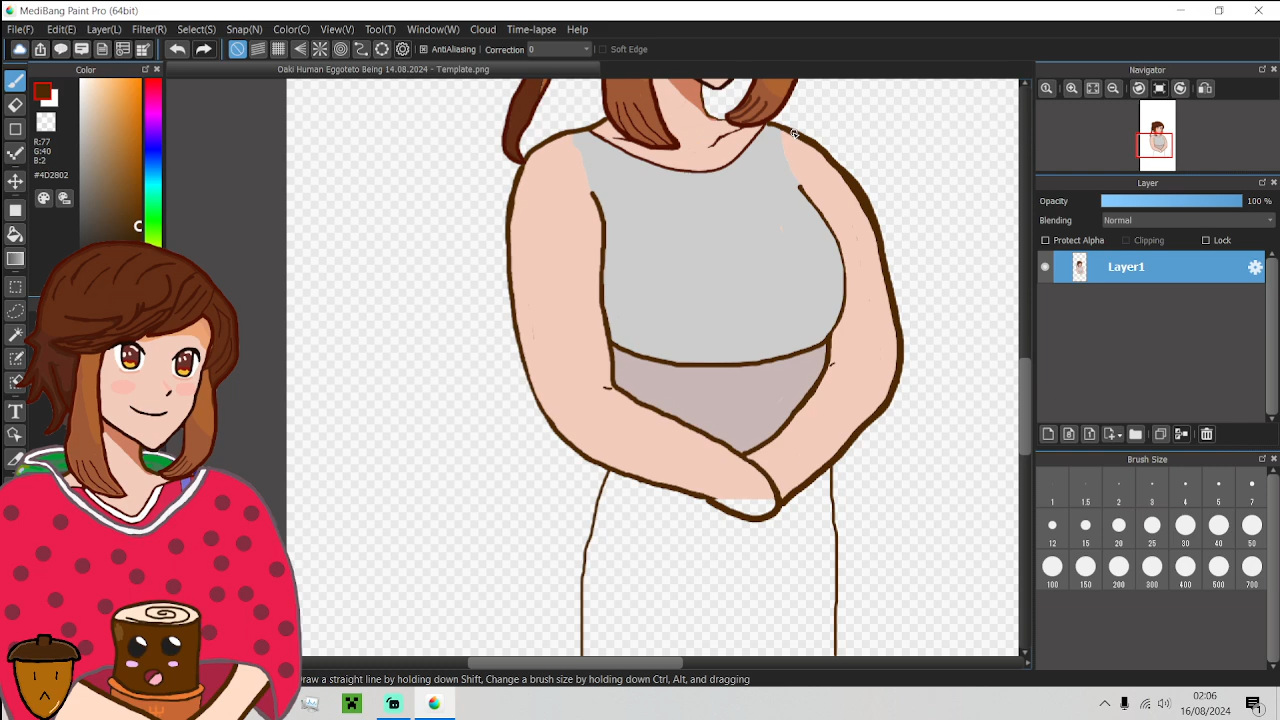 MediBang Paint Pro (64bit)
File(F) Edit(E) Layer(L) Filter(R) Select(S) Snap(N) Color(C) View(V) Tool(T) Window(W) Cloud Time-lapse Help
AntiAliasing Correction 0 Soft Edge
Color
Oaki Human Eggoteto Being 14.08.2024 - Template.png
Navigator
R:77
G:40
B:2
#4D2802
Layer
Opacity 100 %
Blending Normal
Protect Alpha Clipping Lock
Layer1
T
Brush Size
1 1.5 2 3 4 5 7
12 15 20 25 30 40 50
100 150 200 300 400 500 700
raw a straight line by holding down Shift, Change a brush size by holding down Ctrl, Alt, and dragging
02:06
16/08/2024
1